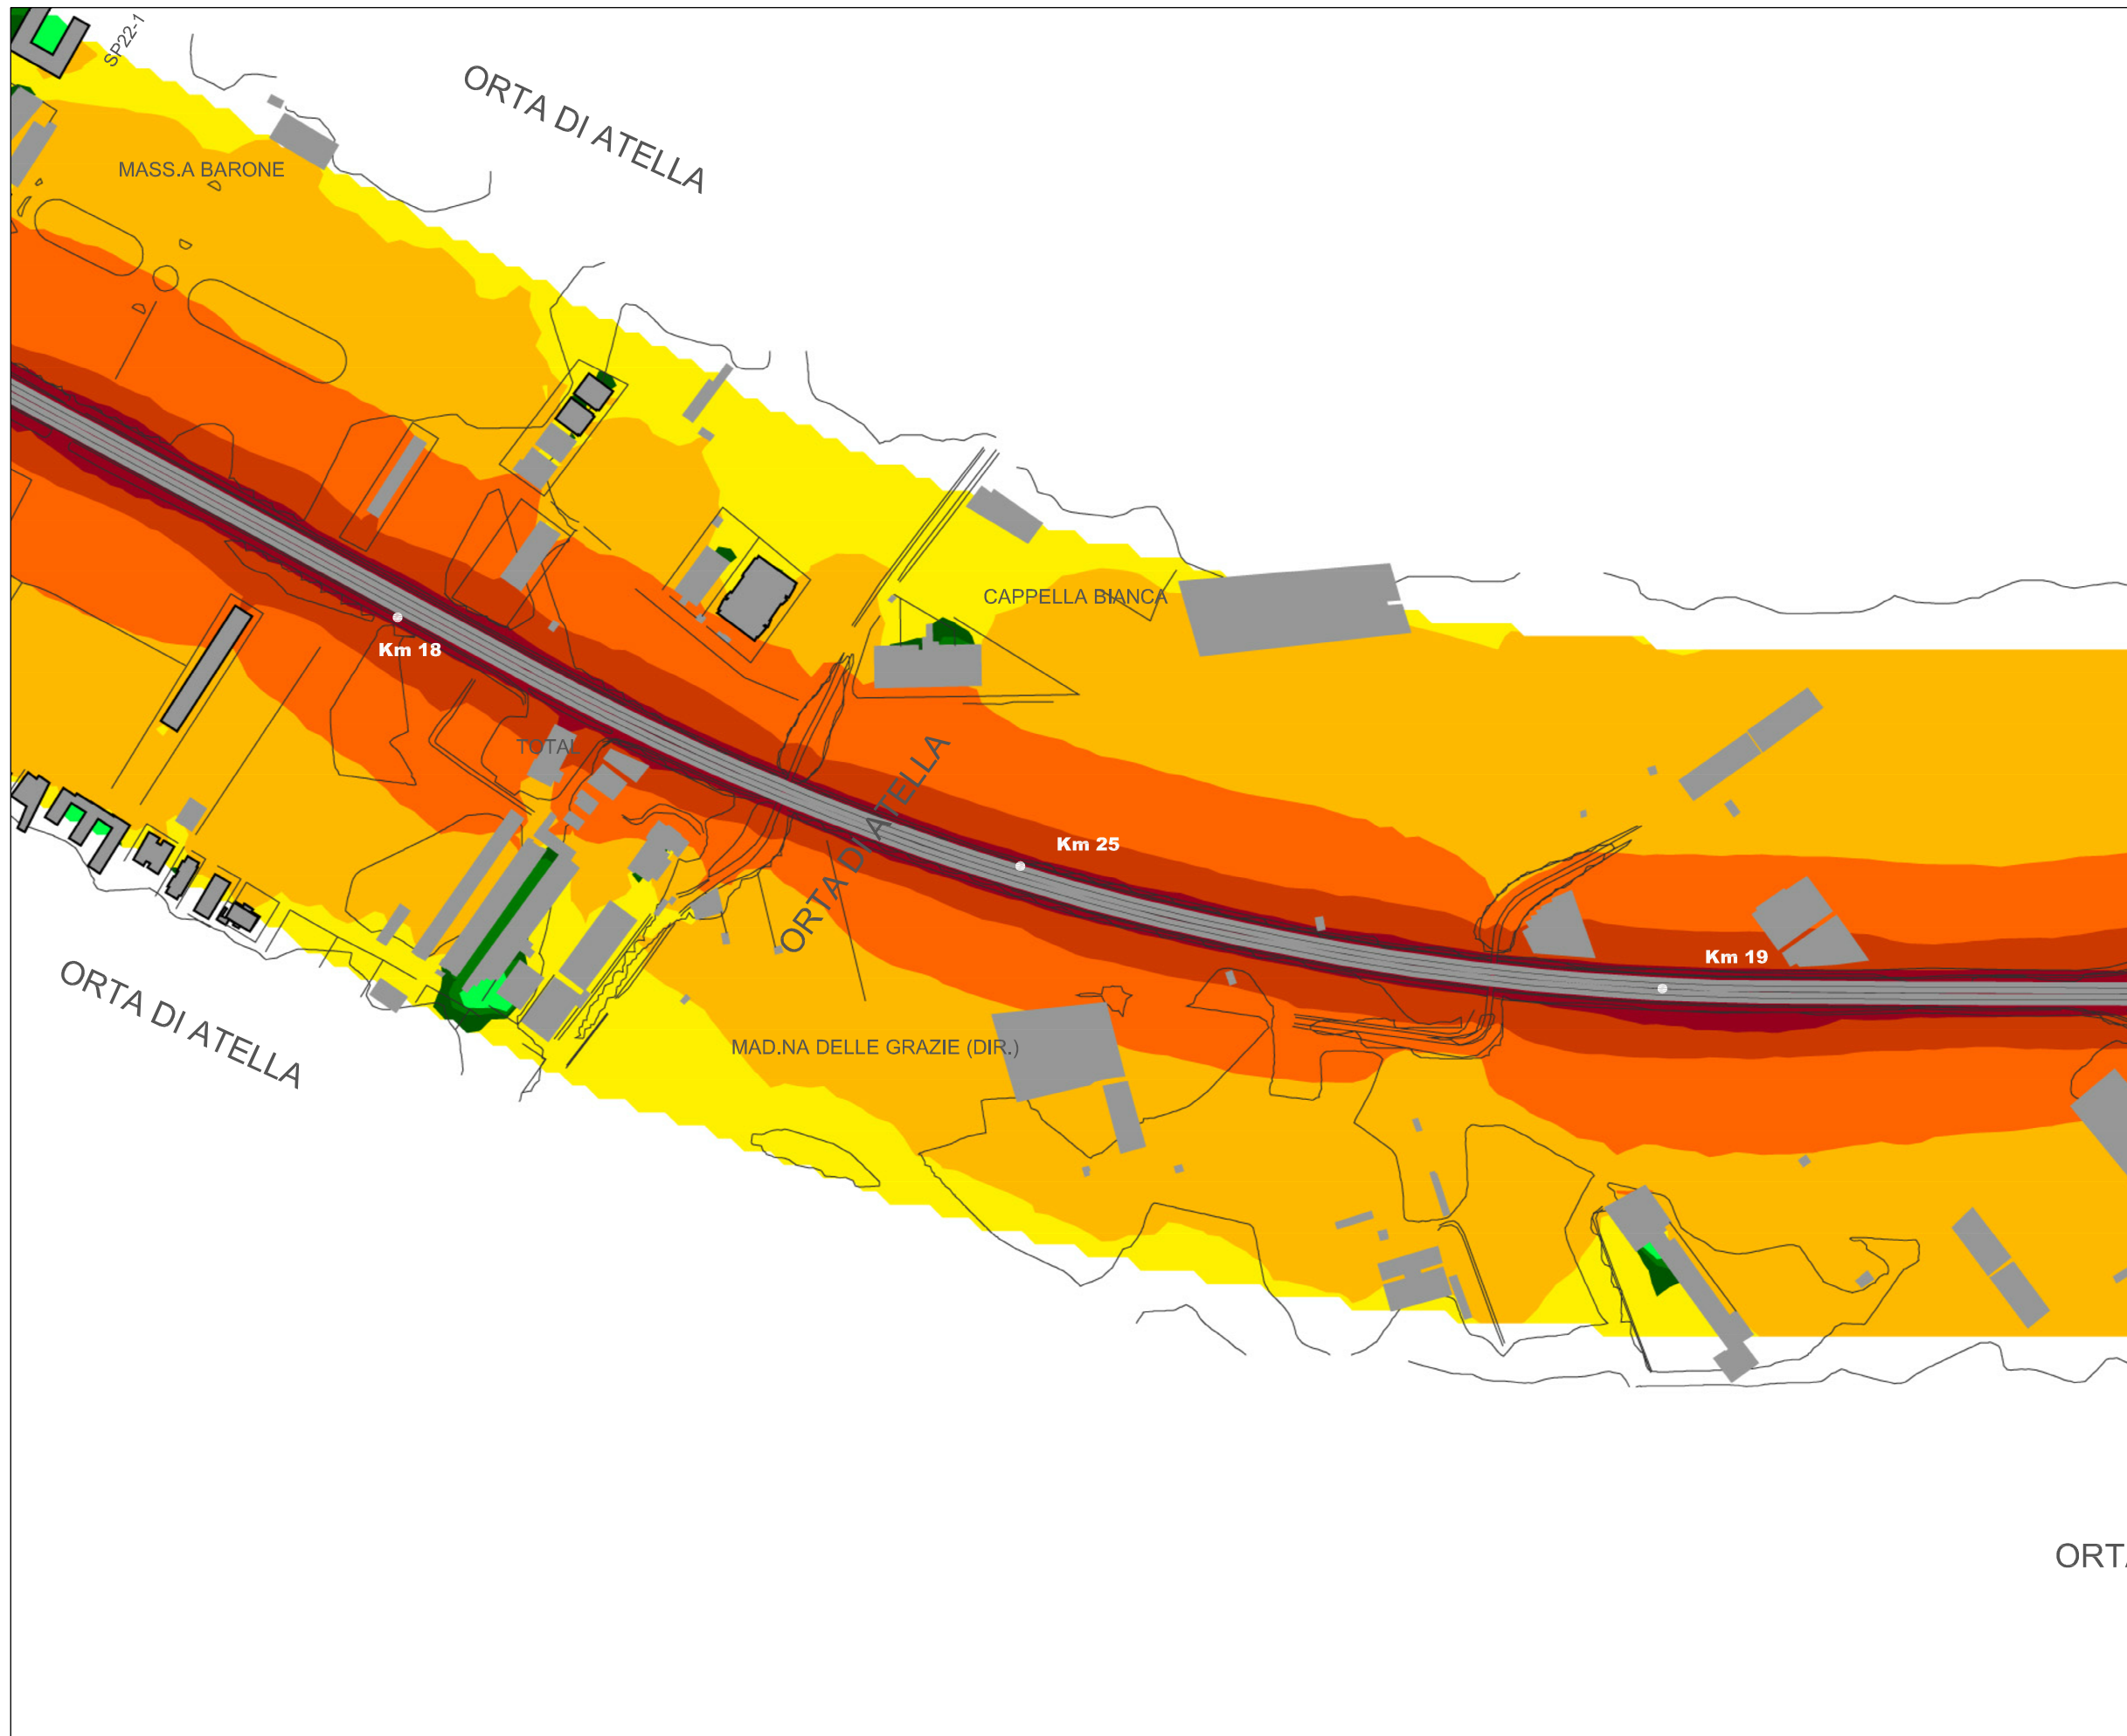 SP22-1
ORTA DI ATELLA
MASS.A BARONE
CAPPELLA BIANCA
Km 18
TOTAL
ORTA DI ATELLA
Km 25
Km 19
ORTA DI ATELLA
MAD.NA DELLE GRAZIE (DIR.)
ORTA